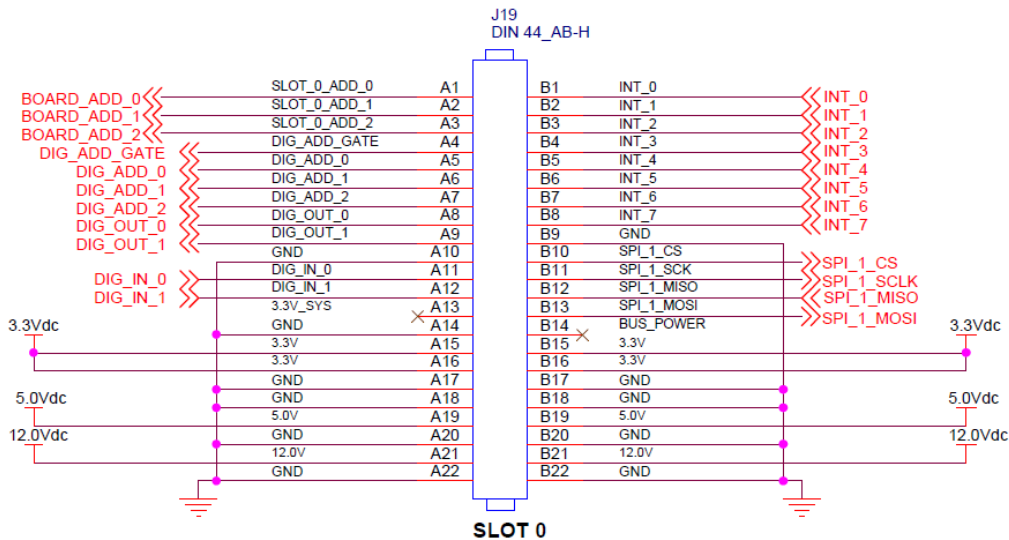 J19
DIN 44_AB-H
BOARD_ADD_0 SLOT_0_ADD_0 A1 B1 INT_0 INT_0
BOARD_ADD_1 SLOT_0_ADD_1 A2 B2 INT_1 INT_1
BOARD_ADD_2 SLOT_0_ADD_2 A3 B3 INT_2 INT_2
DIG_ADD_GATE DIG_ADD_GATE A4 B4 INT_3 INT_3
DIG_ADD_0 DIG_ADD_0 A5 B5 INT_4 INT_4
DIG_ADD_1 DIG_ADD_1 A6 B6 INT_5 INT_5
DIG_ADD_2 DIG_ADD_2 A7 B7 INT_6 INT_6
DIG_OUT_0 DIG_OUT_0 A8 B8 INT_7 INT_7
DIG_OUT_1 DIG_OUT_1 A9 B9 GND
GND A10 B10 SPI_1_CS SPI_1_CS
DIG_IN_0 DIG_IN_0 A11 B11 SPI_1_SCK SPI_1_SCLK
DIG_IN_1 DIG_IN_1 A12 B12 SPI_1_MISO SPI_1_MISO
3.3V_SYS A13 B13 SPI_1_MOSI SPI_1_MOSI
GND A14 B14 BUS_POWER
3.3Vdc 3.3V A15 B15 3.3V 3.3Vdc
3.3V A16 B16 3.3V
GND A17 B17 GND
5.0Vdc GND A18 B18 GND 5.0Vdc
5.0V A19 B19 5.0V
12.0Vdc GND A20 B20 GND 12.0Vdc
12.0V A21 B21 12.0V
GND A22 B22 GND
SLOT 0